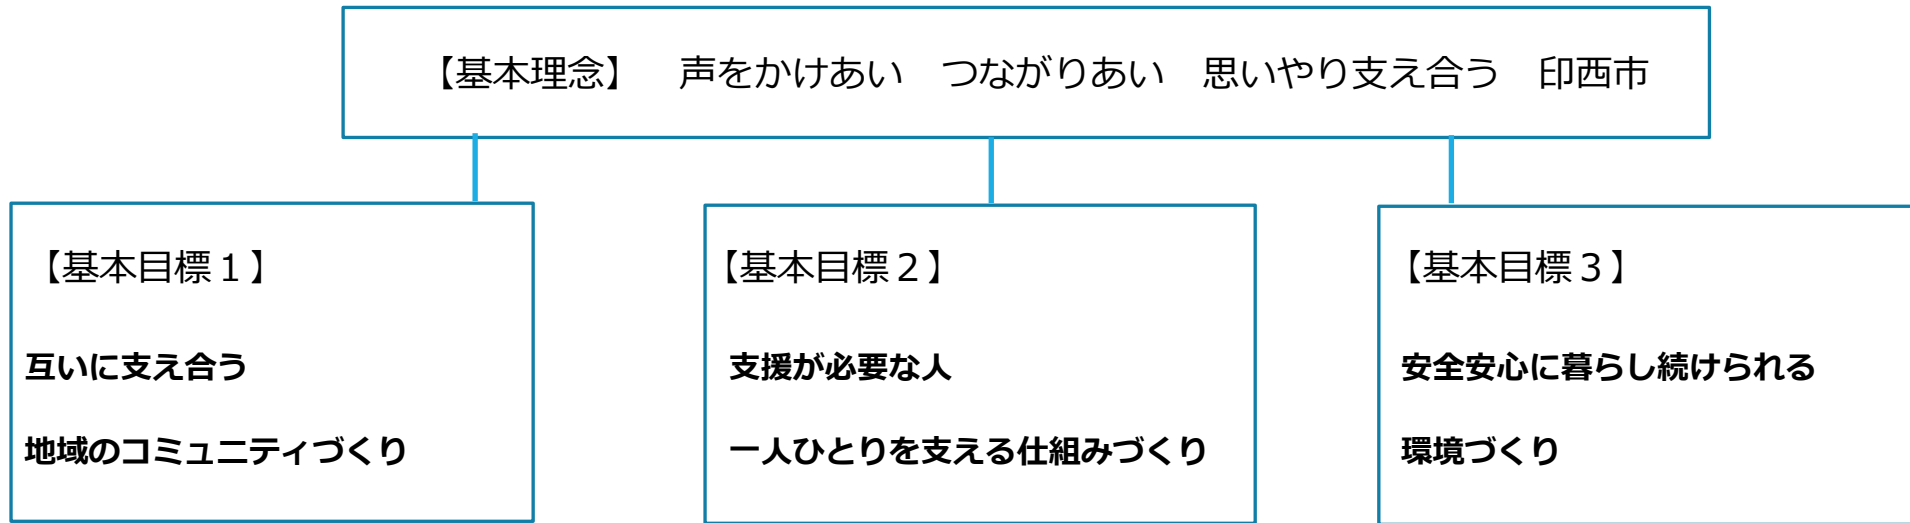 【基本理念】　声をかけあい　つながりあい　思いやり支え合う　印西市
【基本目標１】
互いに支え合う
地域のコミュニティづくり
【基本目標２】
支援が必要な人
一人ひとりを支える仕組みづくり
【基本目標３】
安全安心に暮らし続けられる
環境づくり